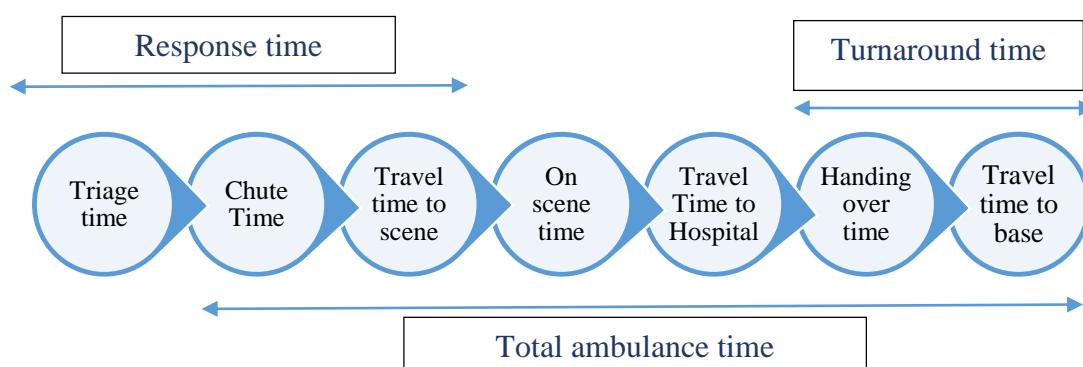 Response time
Turnaround time
Triage
time
Chute
Time
Travel
time to
scene
On
scene
time
Travel
Time to
Hospital
Handing
over
time
Travel
time to
base
Total ambulance time